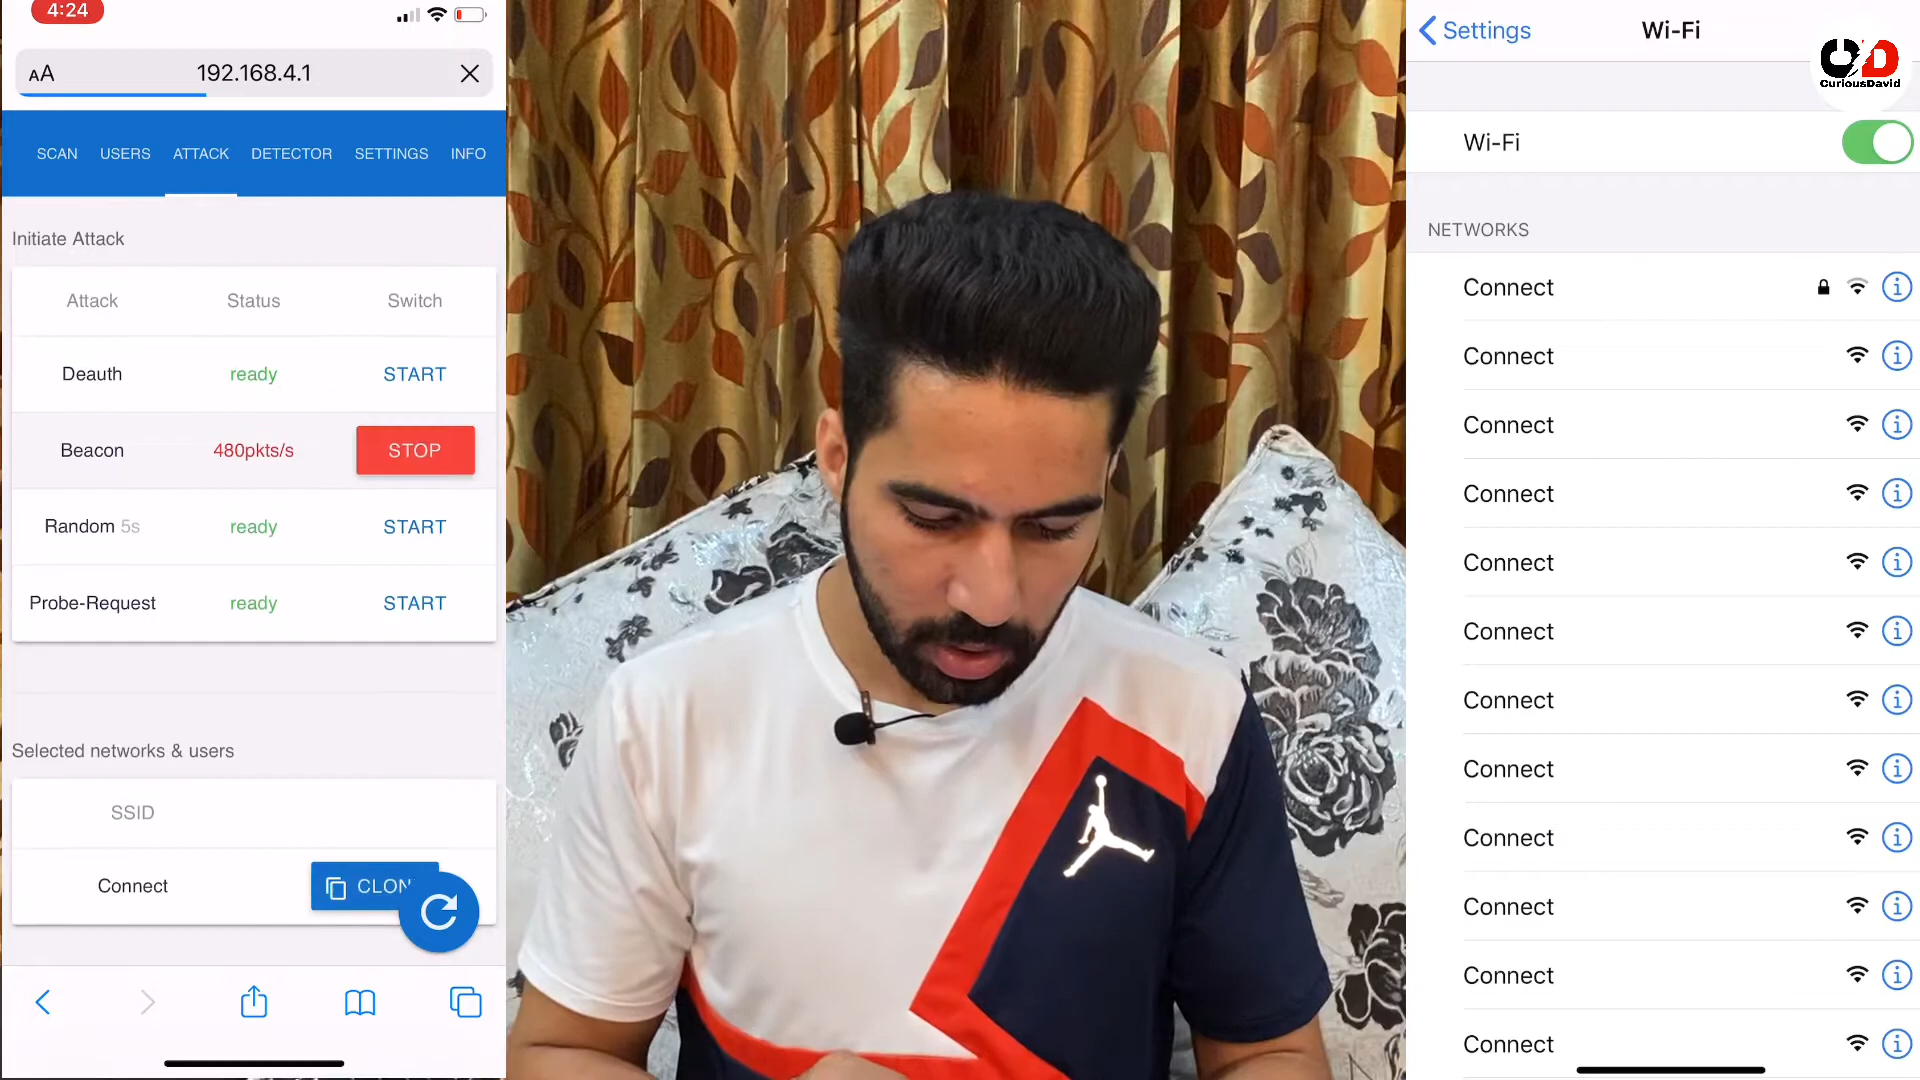 4:24
AA 192.168.4.1
SCAN USERS ATTACK DETECTOR SETTINGS INFO
Initiate Attack
Attack Status Switch
Deauth ready START
Beacon 480pkts/s STOP
Random 5s ready START
Probe-Request ready START
Selected networks & users
SSID
Connect CLON
Settings Wi-Fi
CuriousDavid
Wi-Fi
NETWORKS
Connect
Connect
Connect
Connect
Connect
Connect
Connect
Connect
Connect
Connect
Connect
Connect